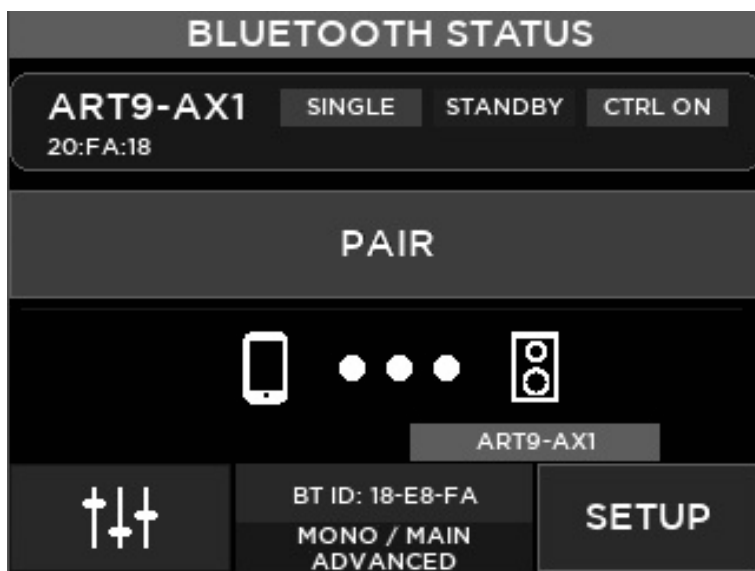 BLUETOOTH STATUS
ART9-AX1 SINGLE STANDBY CTRL ON
20:FA:18
PAIR
ART9-AX1
BT ID: 18-E8-FA
MONO / MAIN
ADVANCED
SETUP